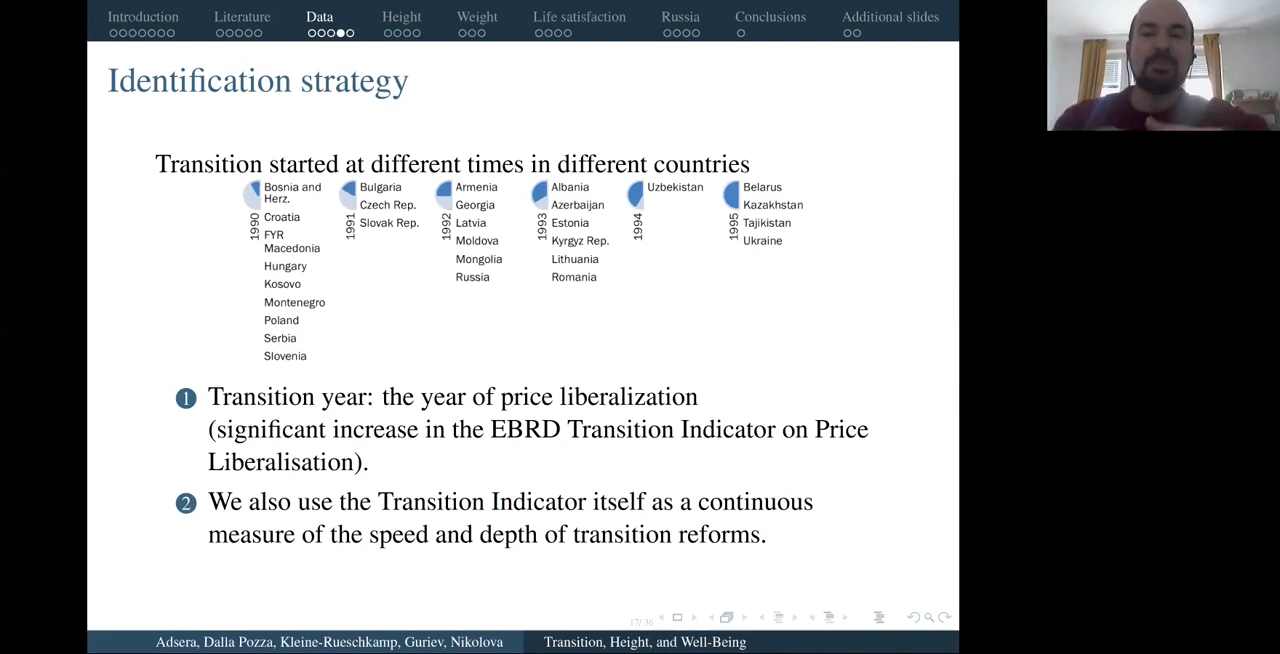 Introduction Literature Data Height Weight Life satisfaction Russia Conclusions Additional slides
Identification strategy
Transition started at different times in different countries
1990
Bosnia and
Herz.
Croatia
FYR
Macedonia
Hungary
Kosovo
Montenegro
Poland
Serbia
Slovenia
1991
Bulgaria
Czech Rep.
Slovak Rep.
1992
Armenia
Georgia
Latvia
Moldova
Mongolia
Russia
1993
Albania
Azerbaijan
Estonia
Kyrgyz Rep.
Lithuania
Romania
1994
Uzbekistan
1995
Belarus
Kazakhstan
Tajikistan
Ukraine
1 Transition year: the year of price liberalization
(significant increase in the EBRD Transition Indicator on Price
Liberalisation).
2 We also use the Transition Indicator itself as a continuous
measure of the speed and depth of transition reforms.
17/ 36
Adsera, Dalla Pozza, Kleine-Rueschkamp, Guriev, Nikolova Transition, Height, and Well-Being